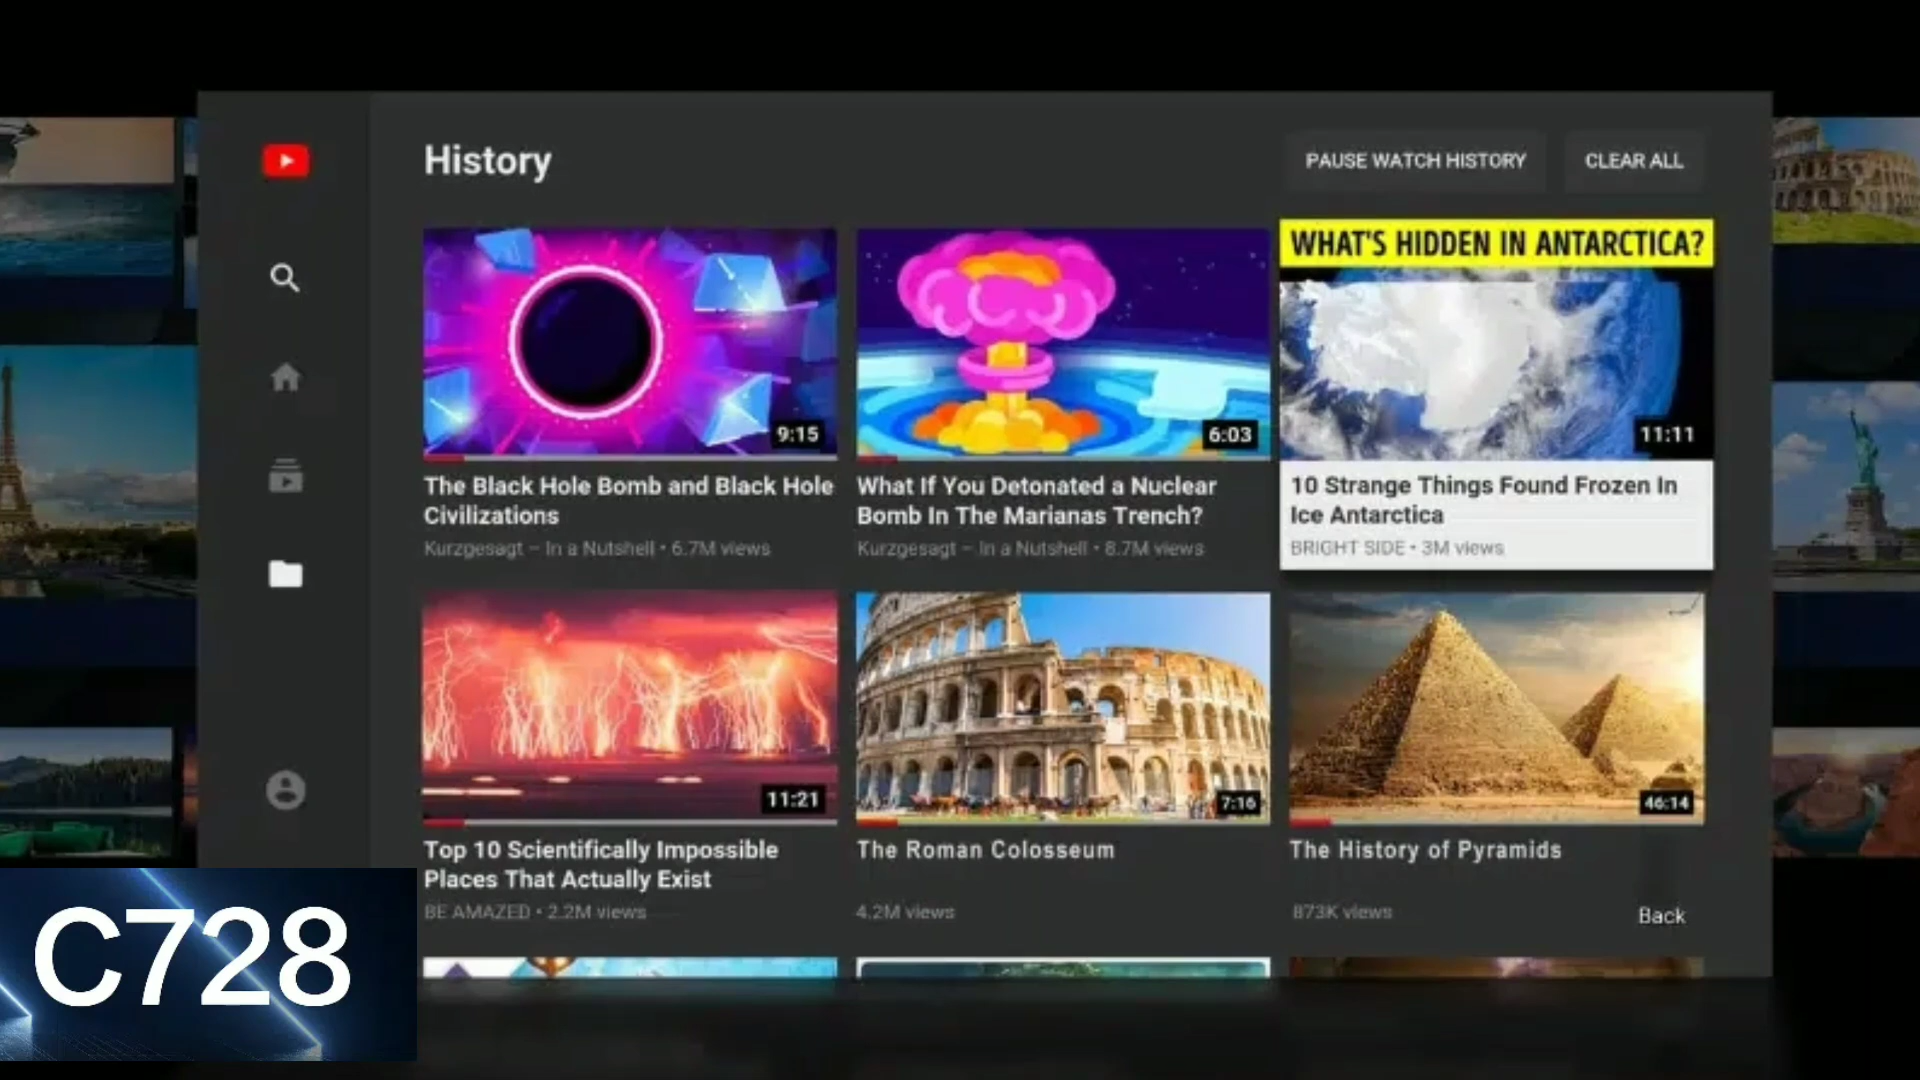 History
PAUSE WATCH HISTORY
CLEAR ALL
WHAT'S HIDDEN IN ANTARCTICA?
9:15
6:03
11:11
The Black Hole Bomb and Black Hole
Civilizations
Kurzgesagt – In a Nutshell • 6.7M views
What If You Detonated a Nuclear
Bomb In The Marianas Trench?
Kurzgesagt – In a Nutshell • 8.7M views
10 Strange Things Found Frozen In
Ice Antarctica
BRIGHT SIDE • 3M views
11:21
7:16
46:14
Top 10 Scientifically Impossible
Places That Actually Exist
BE AMAZED • 2.2M views
The Roman Colosseum
4.2M views
The History of Pyramids
873K views
Back
C728